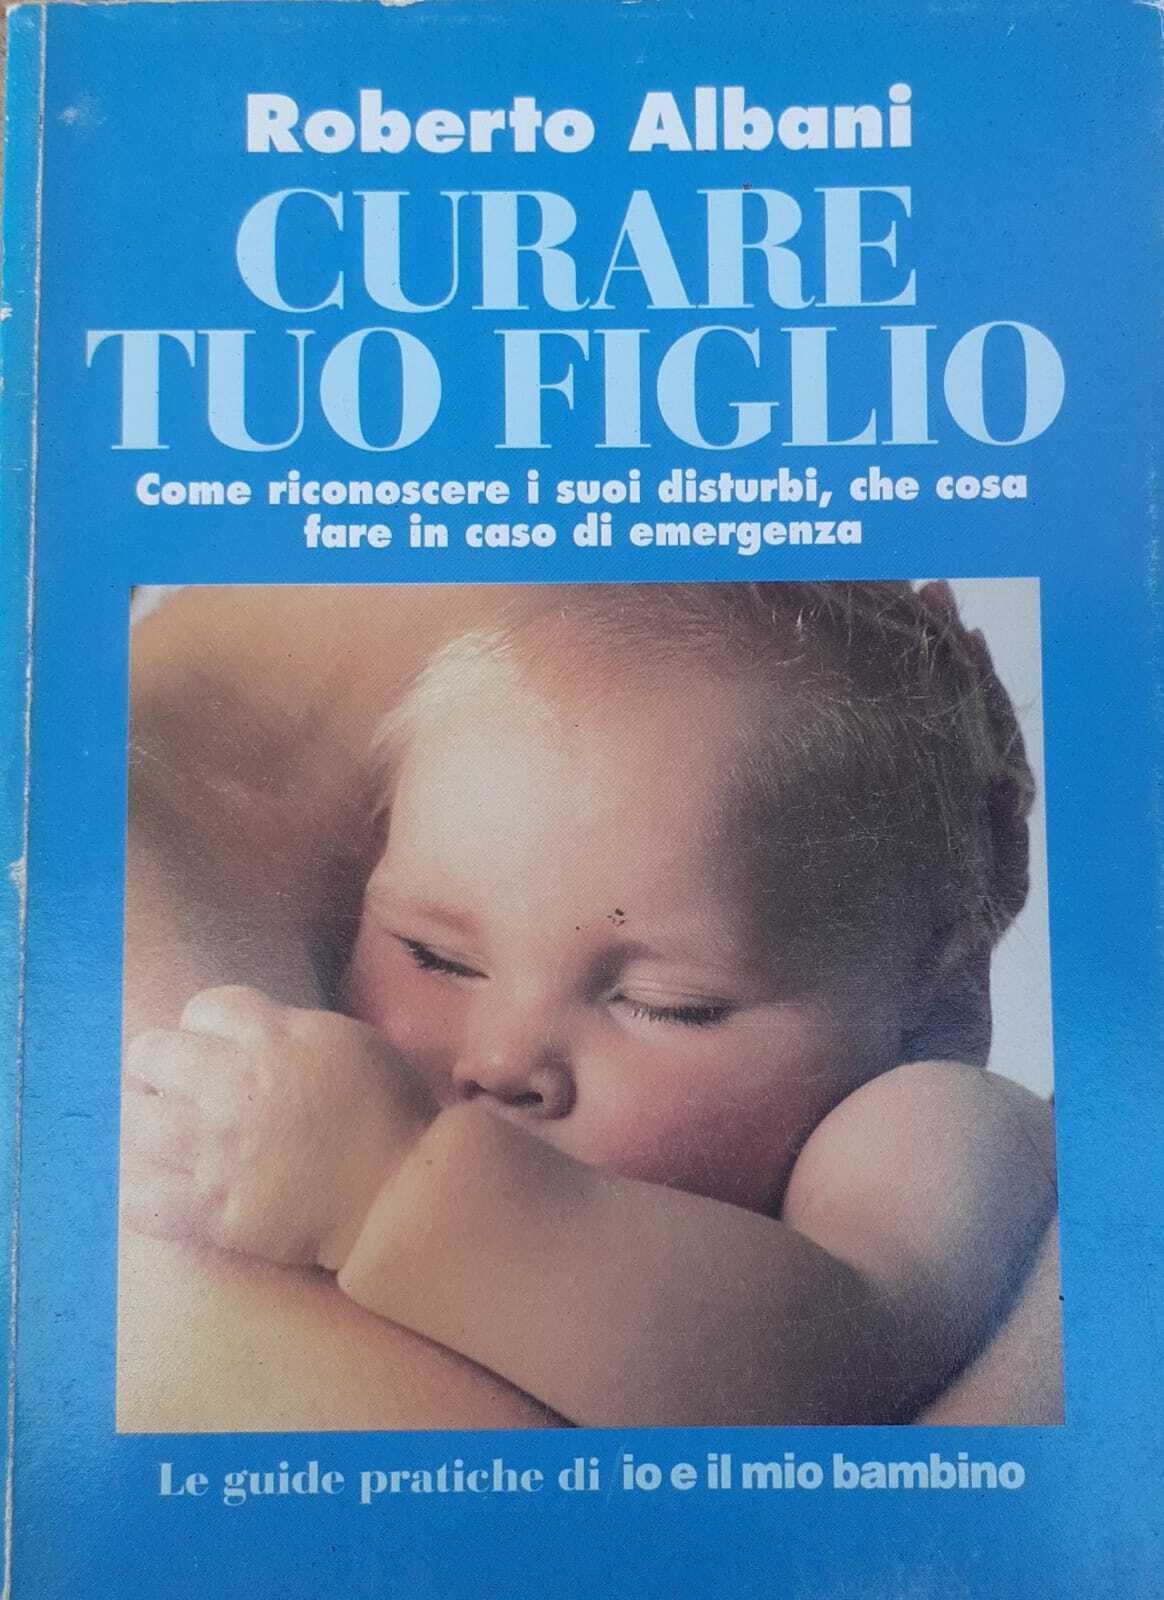 Roberto Albani
CURARE
TUO FIGLIO
Come riconoscere i suoi disturbi, che cosa
fare in caso di emergenza
Le guide pratiche di io e il mio bambino